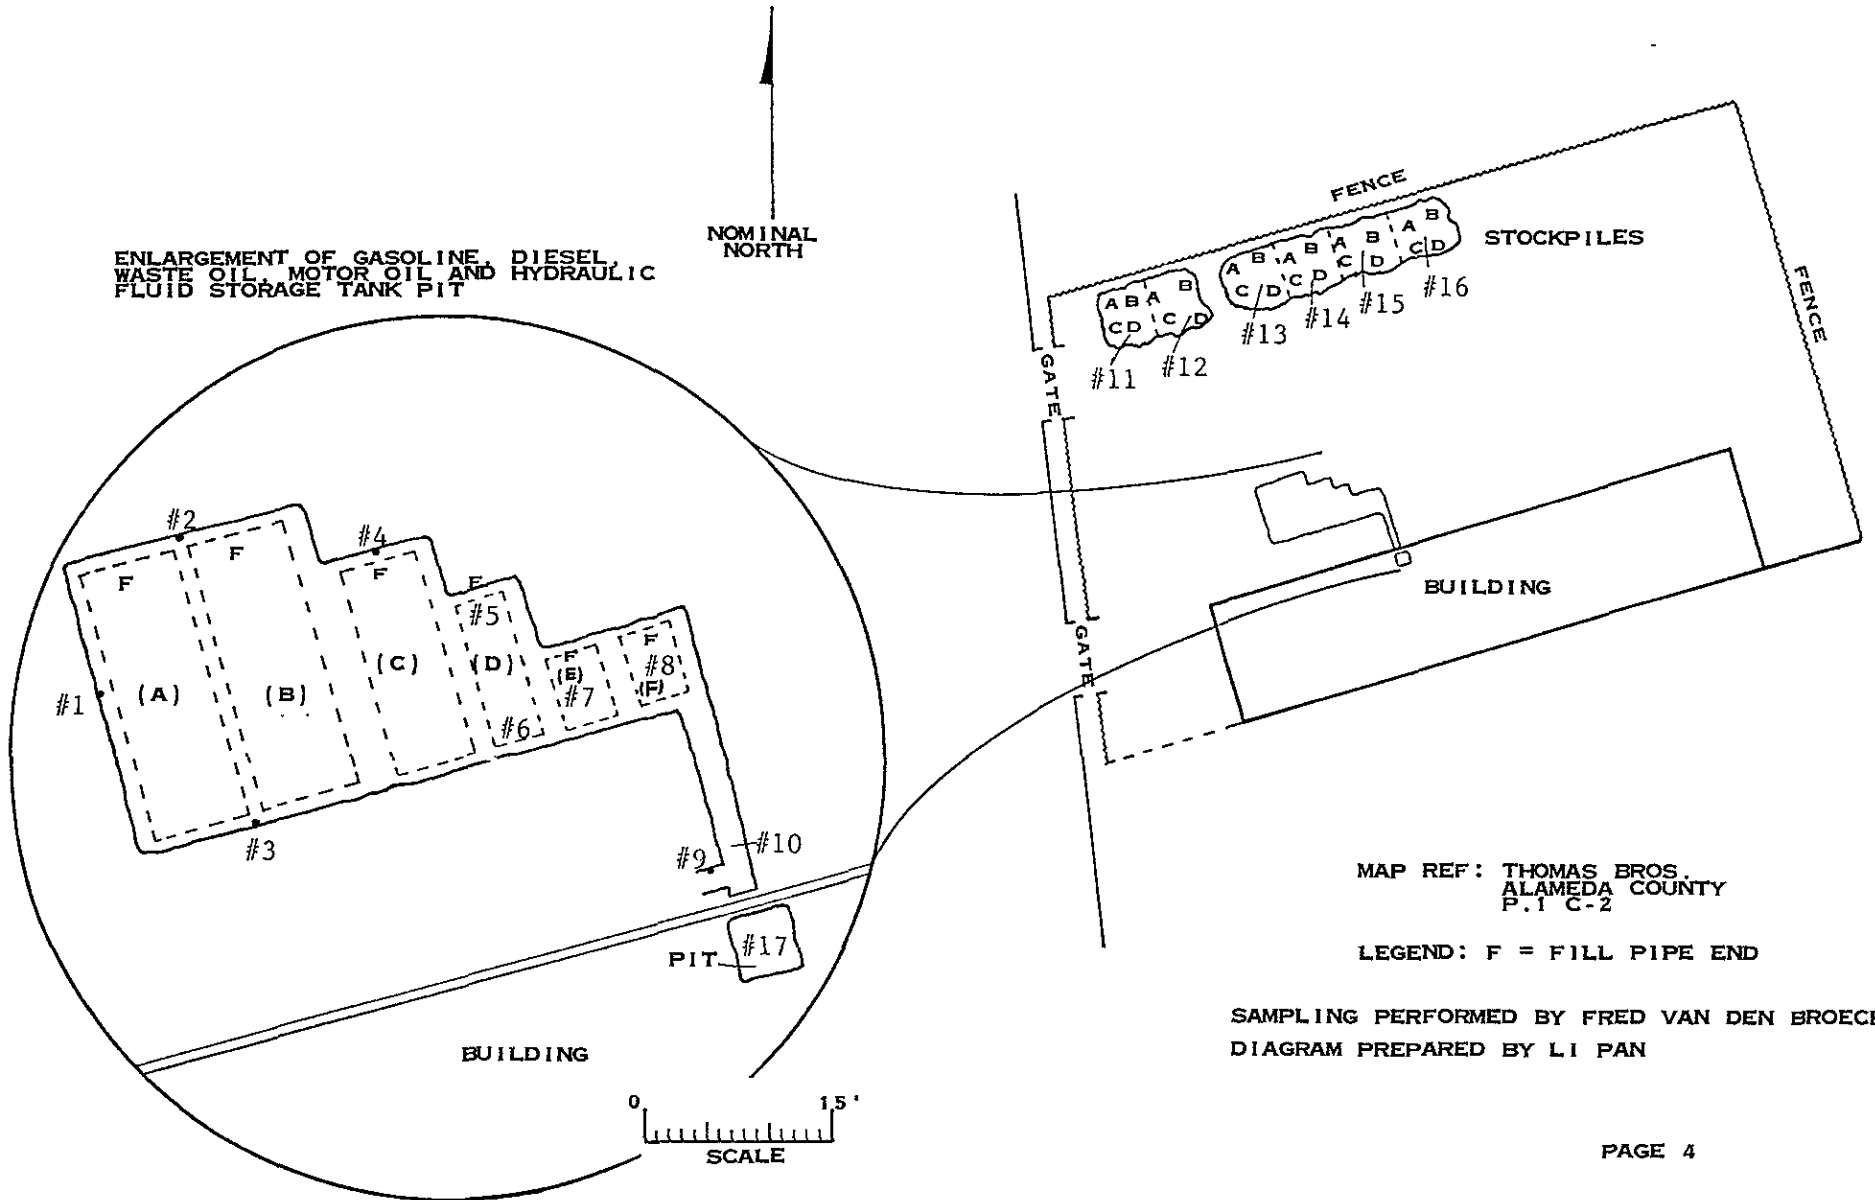 NOMINAL
NORTH
ENLARGEMENT OF GASOLINE, DIESEL,
WASTE OIL, MOTOR OIL AND HYDRAULIC
FLUID STORAGE TANK PIT
FENCE
STOCKPILES
FENCE
A B A B
C D C D
A B A B A B A B
C D C D C D C D
#11 #12 #13 #14 #15 #16
GATE
GATE
BUILDING
#2
#4
F F F F F F
#5
#1
(A)
(B)
(C)
(D)
(E)
(F)
#7
#8
#6
#3
#9
#10
#17
PIT
BUILDING
0 15'
SCALE
MAP REF: THOMAS BROS.
ALAMEDA COUNTY
P.1 C-2
LEGEND: F = FILL PIPE END
SAMPLING PERFORMED BY FRED VAN DEN
DIAGRAM PREPARED BY LI PAN
PAGE 4